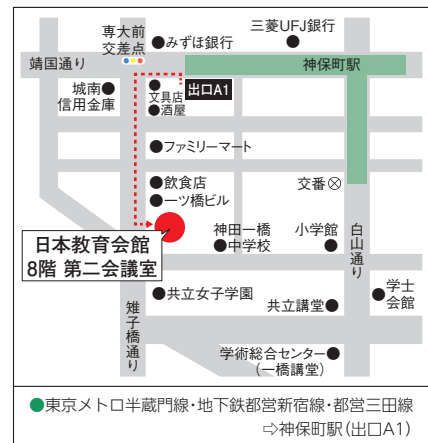 専大前
交差点
●みずほ銀行
三菱UFJ銀行
靖国通り
神保町駅
城南●
信用金庫
文具店
●酒屋
出口A1
●ファミリーマート
●飲食店
●一ツ橋ビル
交番
白山通り
日本教育会館
8階 第二会議室
神田一橋
●中学校
小学館
●共立女子学園
共立講堂●
●学士
会館
雉子橋通り
学術総合センター●
(一橋講堂)
●東京メトロ半蔵門線・地下鉄都営新宿線・都営三田線
⇨神保町駅(出口A1)